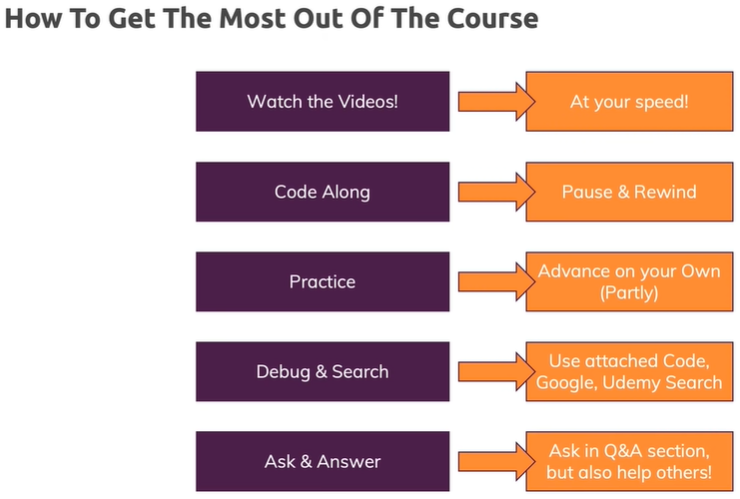 How To Get The Most Out Of The Course
Watch the Videos!
At your speed!
Code Along
Pause & Rewind
Practice
Advance on your Own
(Partly)
Debug & Search
Use attached Code,
Google, Udemy Search
Ask & Answer
Ask in Q&A section,
but also help others!